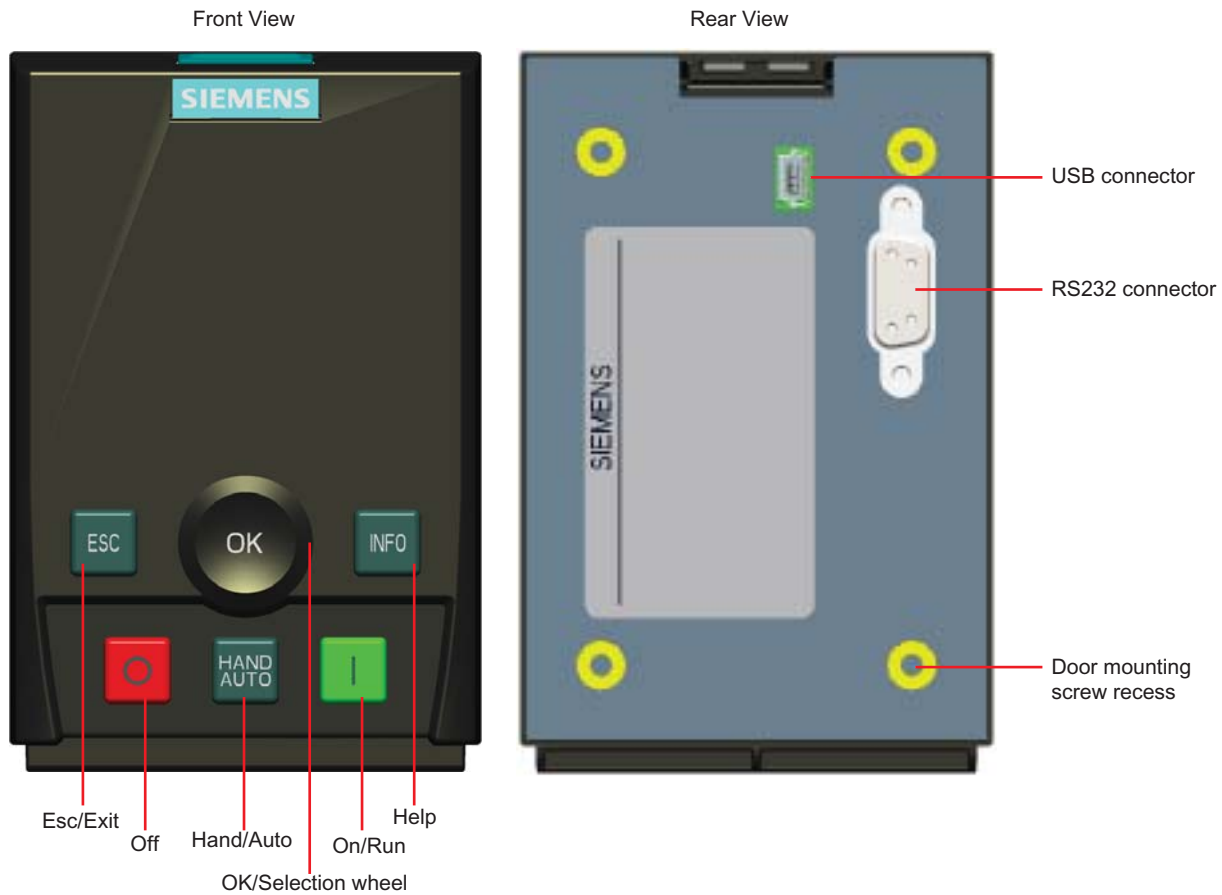 Front View
Rear View
SIEMENS
USB connector
RS232 connector
SIEMENS
ESC
OK
INFO
HAND
AUTO
Door mounting
screw recess
Esc/Exit
Off
Hand/Auto
On/Run
Help
OK/Selection wheel